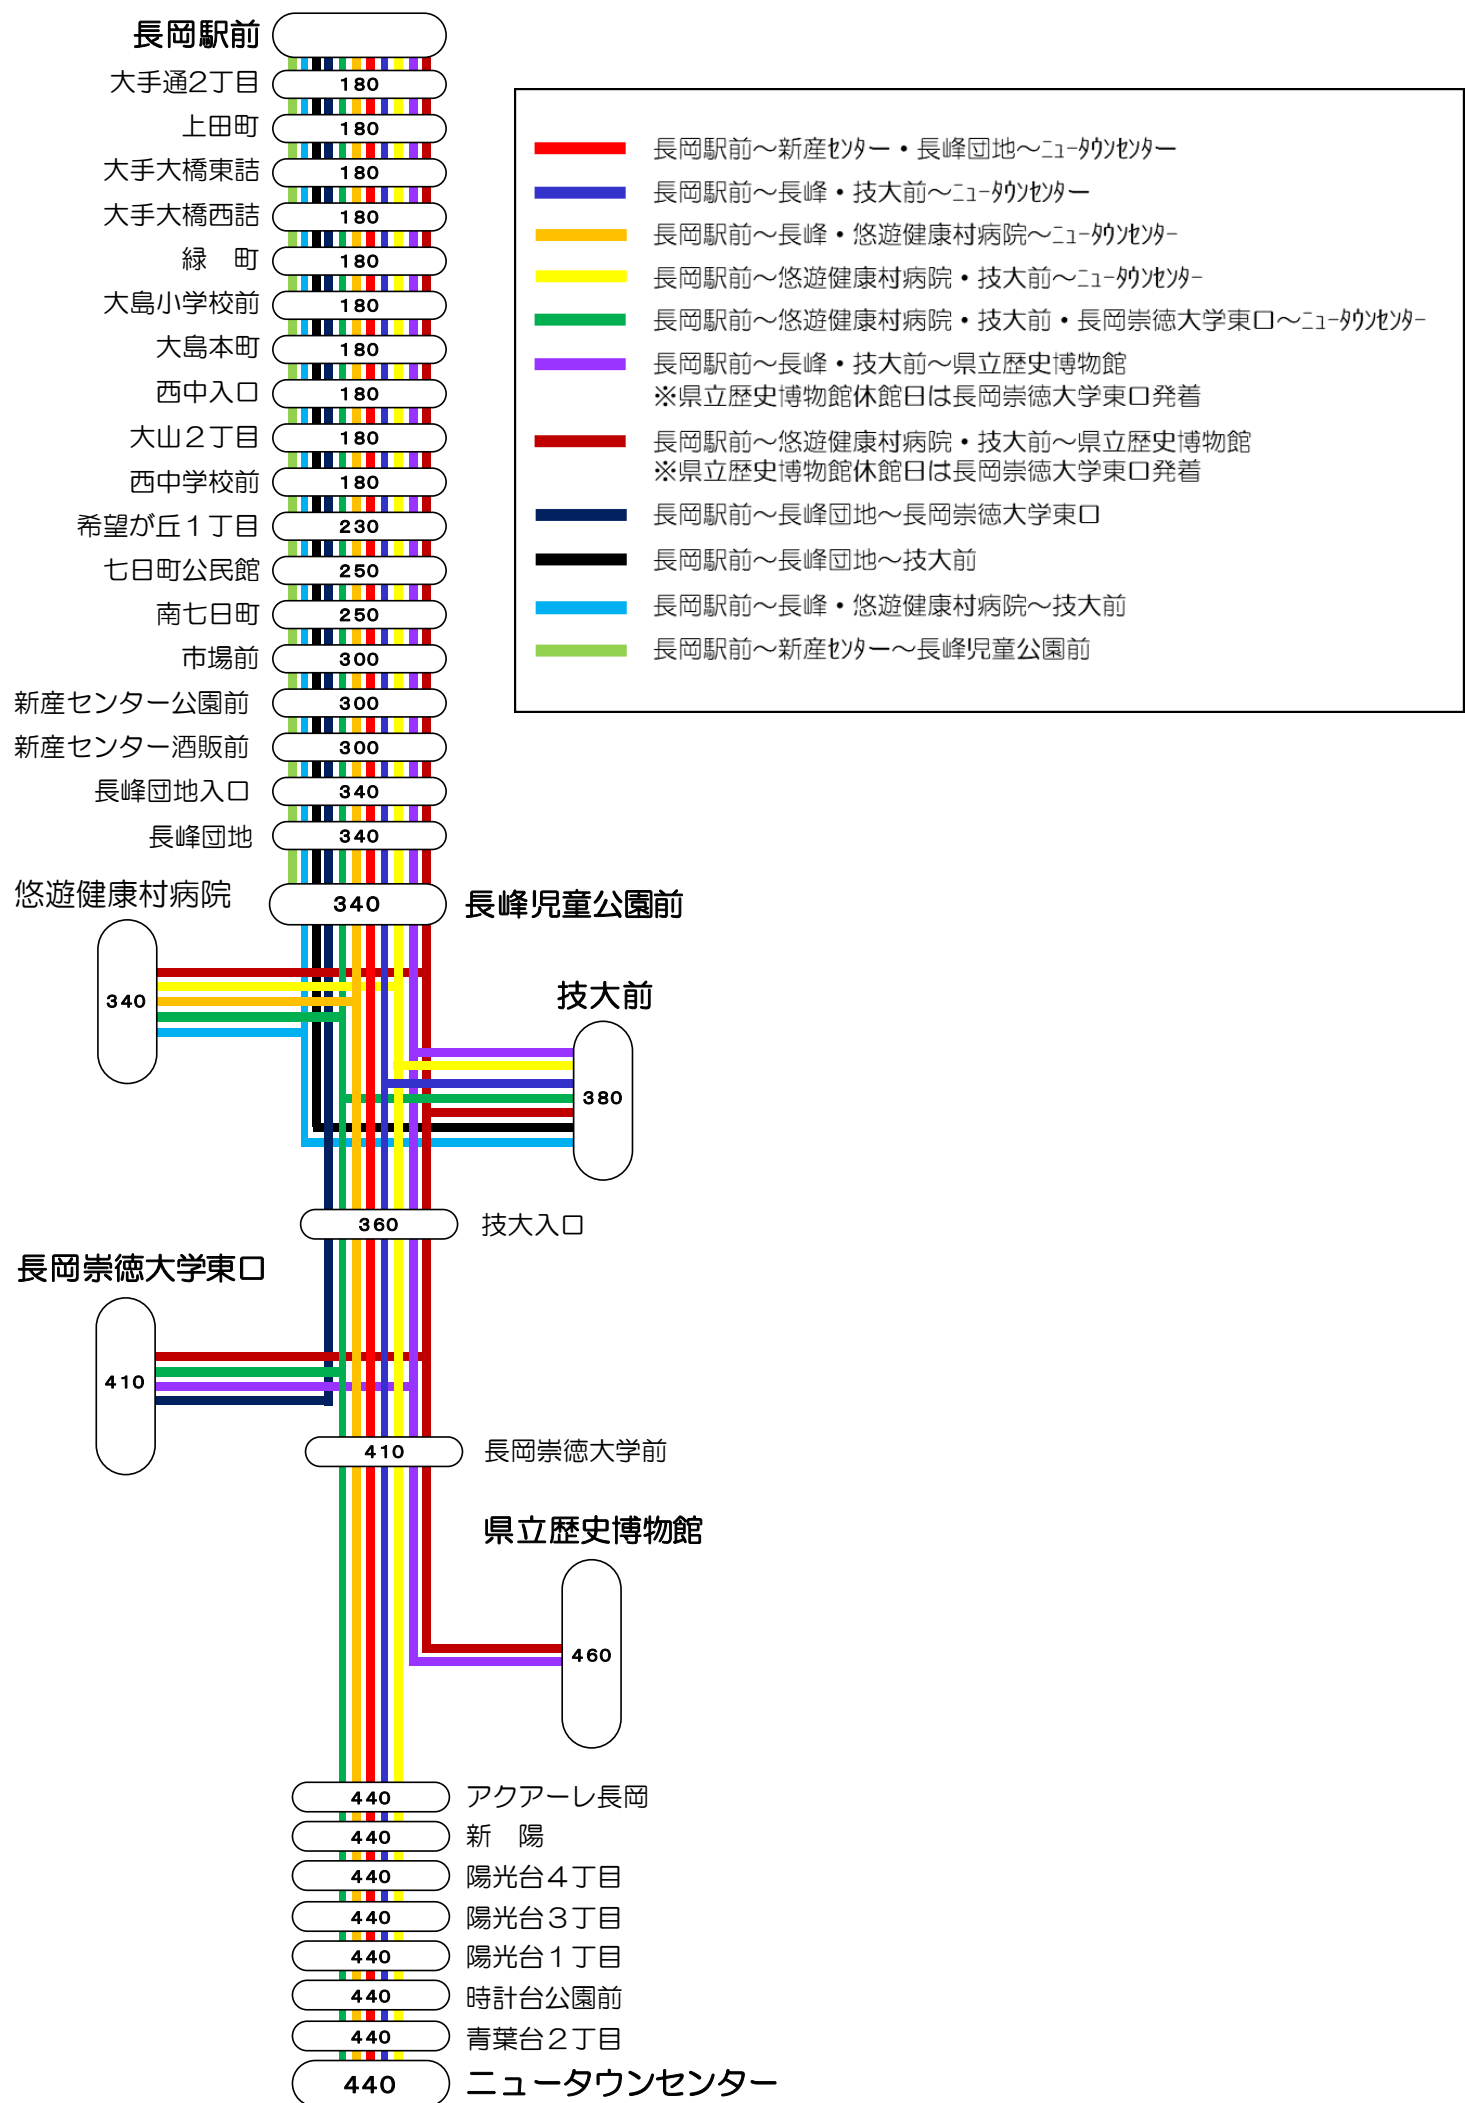 長岡駅前
大手通2丁目 180
上田町 180
大手大橋東詰 180
大手大橋西詰 180
緑　町 180
大島小学校前 180
大島本町 180
西中入口 180
大山２丁目 180
西中学校前 180
希望が丘１丁目 230
七日町公民館 250
南七日町 250
市場前 300
新産センター公園前 300
新産センター酒販前 300
長峰団地入口 340
長峰団地 340
340 長峰児童公園前
悠遊健康村病院
340
技大前
380
360 技大入口
長岡崇徳大学東口
410
410 長岡崇徳大学前
県立歴史博物館
460
440 アクアーレ長岡
440 新　陽
440 陽光台４丁目
440 陽光台３丁目
440 陽光台１丁目
440 時計台公園前
440 青葉台２丁目
440 ニュータウンセンター
長岡駅前～新産ｾﾝﾀー・長峰団地～ﾆｭｰﾀｳﾝｾﾝﾀー
長岡駅前～長峰・技大前～ﾆｭｰﾀｳﾝｾﾝﾀー
長岡駅前～長峰・悠遊健康村病院～ﾆｭｰﾀｳﾝｾﾝﾀｰ
長岡駅前～悠遊健康村病院・技大前～ﾆｭｰﾀｳﾝｾﾝﾀｰ
長岡駅前～悠遊健康村病院・技大前・長岡崇徳大学東口～ﾆｭｰﾀｳﾝｾﾝﾀｰ
長岡駅前～長峰・技大前～県立歴史博物館
※県立歴史博物館休館日は長岡崇徳大学東口発着
長岡駅前～悠遊健康村病院・技大前～県立歴史博物館
※県立歴史博物館休館日は長岡崇徳大学東口発着
長岡駅前～長峰団地～長岡崇徳大学東口
長岡駅前～長峰団地～技大前
長岡駅前～長峰・悠遊健康村病院～技大前
長岡駅前～新産ｾﾝﾀー～長峰児童公園前